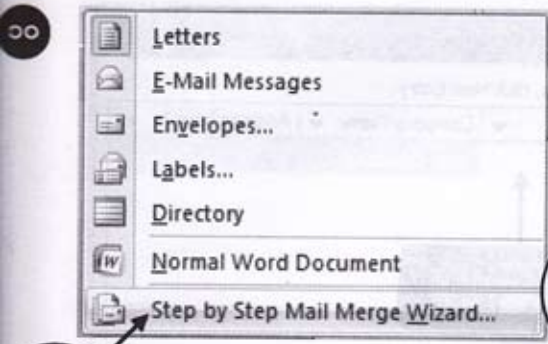 Letters
E-Mail Messages
Envelopes...
Labels...
Directory
Normal Word Document
Step by Step Mail Merge Wizard...